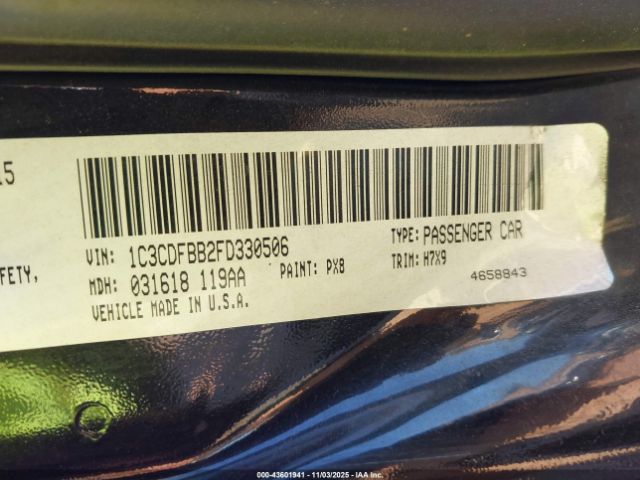 15
VIN: 1C3CDFBB2FD330506
TYPE: PASSENGER CAR
FETY,
MDH: 031618 119AA
PAINT: PXB
TRIM: H7X9
VEHICLE MADE IN U.S.A.
4658843
000-43601941 - 11/03/2025 - IAA Inc.